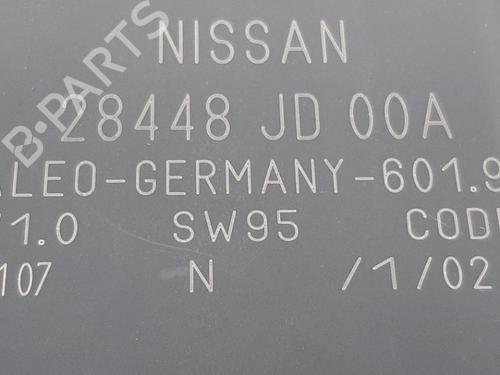 NISSAN
28448 JD 00A
ALEO-GERMANY-601.9
1.0 SW95 COD
107 N /1/02
B-PARTS